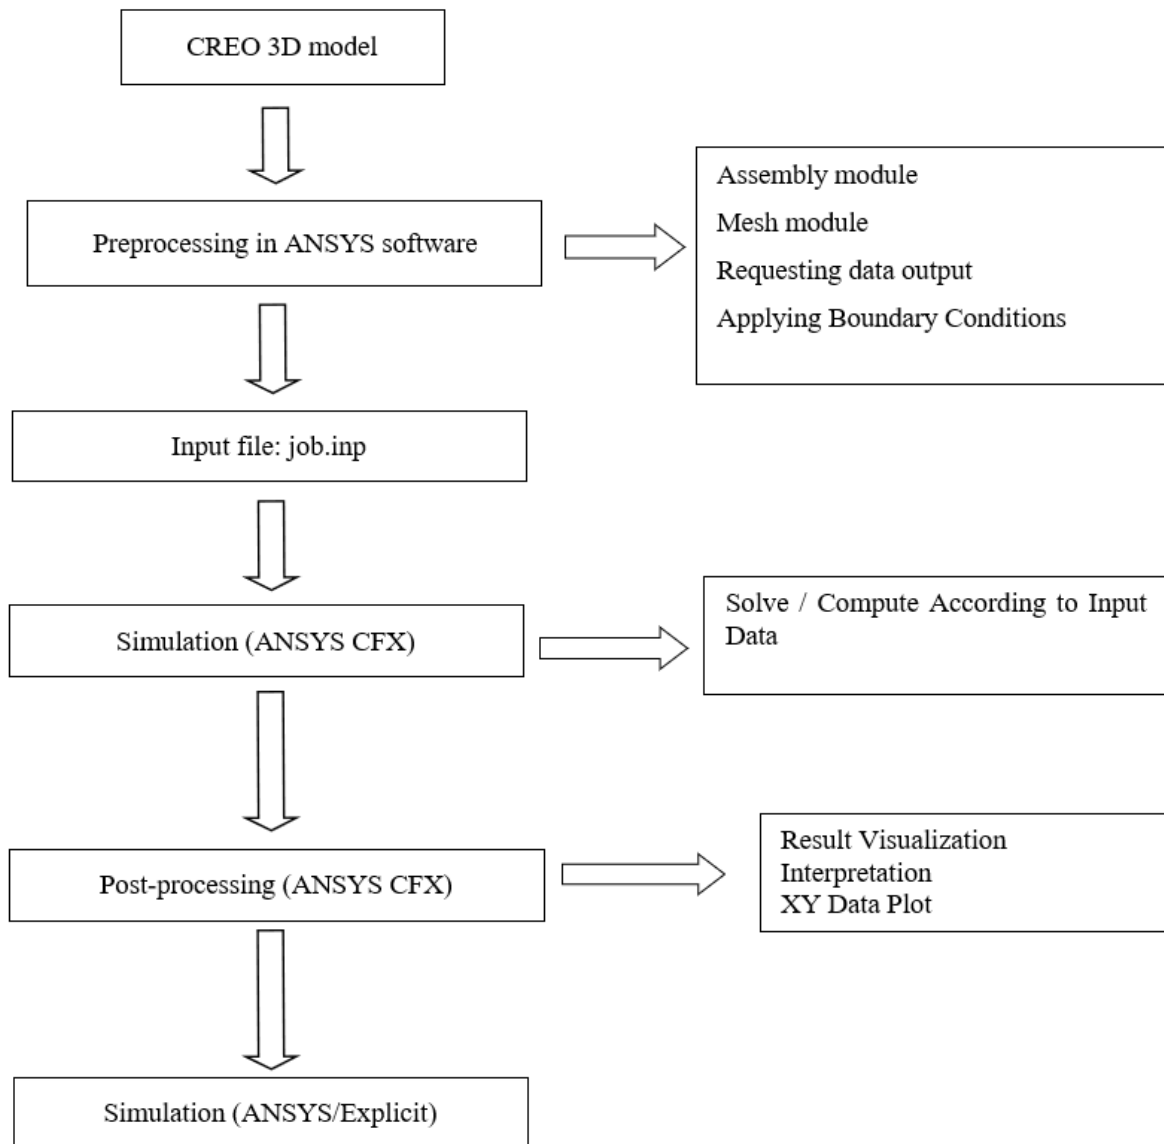 CREO 3D model
Preprocessing in ANSYS software
Assembly module
Mesh module
Requesting data output
Applying Boundary Conditions
Input file: job.inp
Simulation (ANSYS CFX)
Solve / Compute According to Input
Data
Post-processing (ANSYS CFX)
Result Visualization
Interpretation
XY Data Plot
Simulation (ANSYS/Explicit)